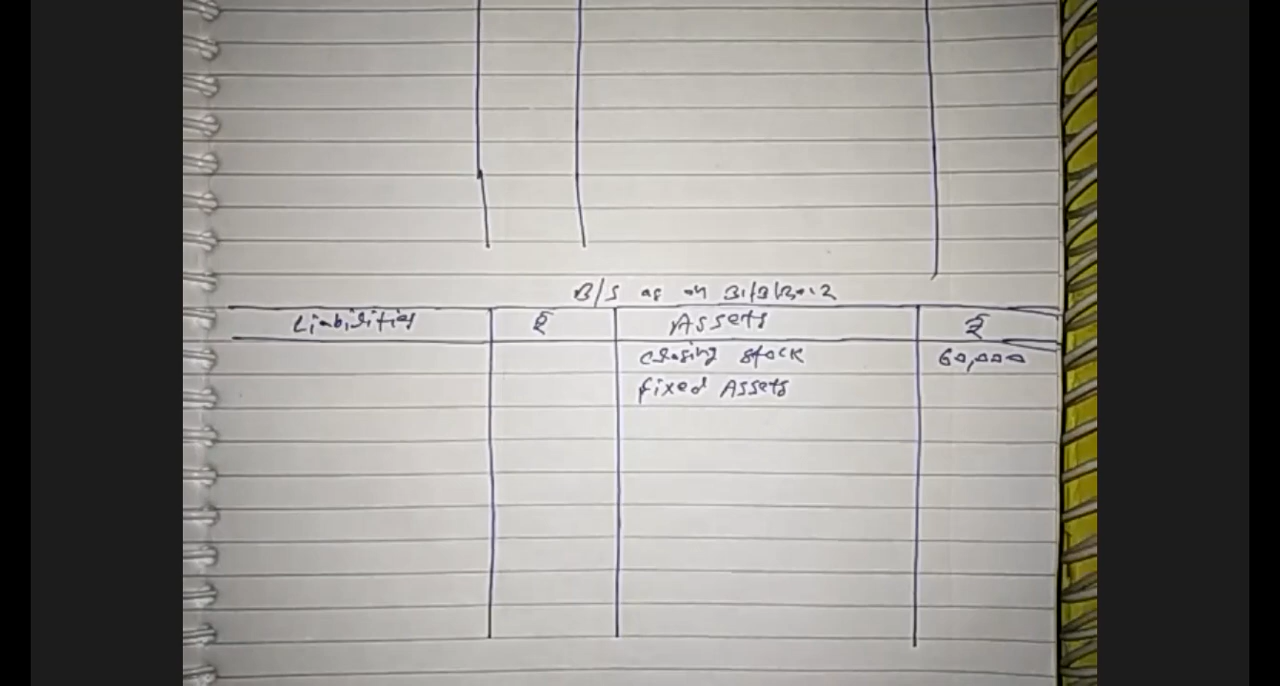 B/S as on 31/3/2012
Liabilities ₹ Assets ₹
closing stock 60,000
fixed Assets